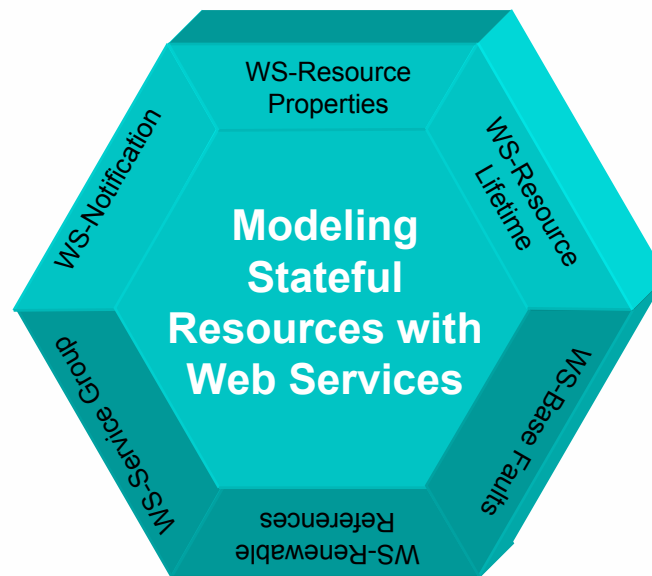 WS-Resource
Properties
WS-Resource
Lifetime
WS-Base Faults
WS-Renewable
References
WS-Service Group
WS-Notification
Modeling
Stateful
Resources with
Web Services